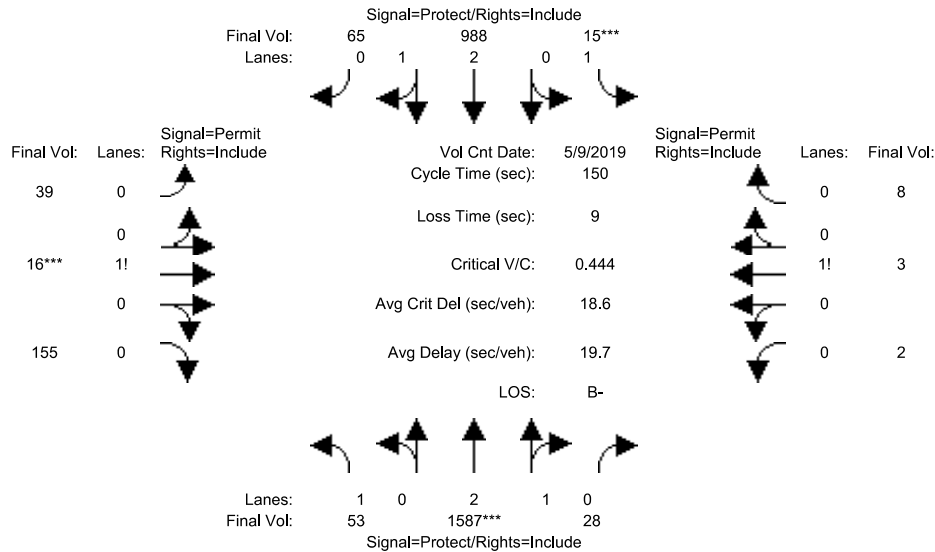 Signal=Protect/Rights=Include
Final Vol: 65 988 15***
Lanes: 0 1 2 0 1
Signal=Permit Signal=Permit
Final Vol: Lanes: Rights=Include Vol Cnt Date: 5/9/2019 Rights=Include Lanes: Final Vol:
Cycle Time (sec): 150
39 0 0 8
Loss Time (sec): 9
0 0
16*** 1! Critical V/C: 0.444 1! 3
0 Avg Crit Del (sec/veh): 18.6 0
155 0 Avg Delay (sec/veh): 19.7 0 2
LOS: B-
Lanes: 1 0 2 1 0
Final Vol: 53 1587*** 28
Signal=Protect/Rights=Include